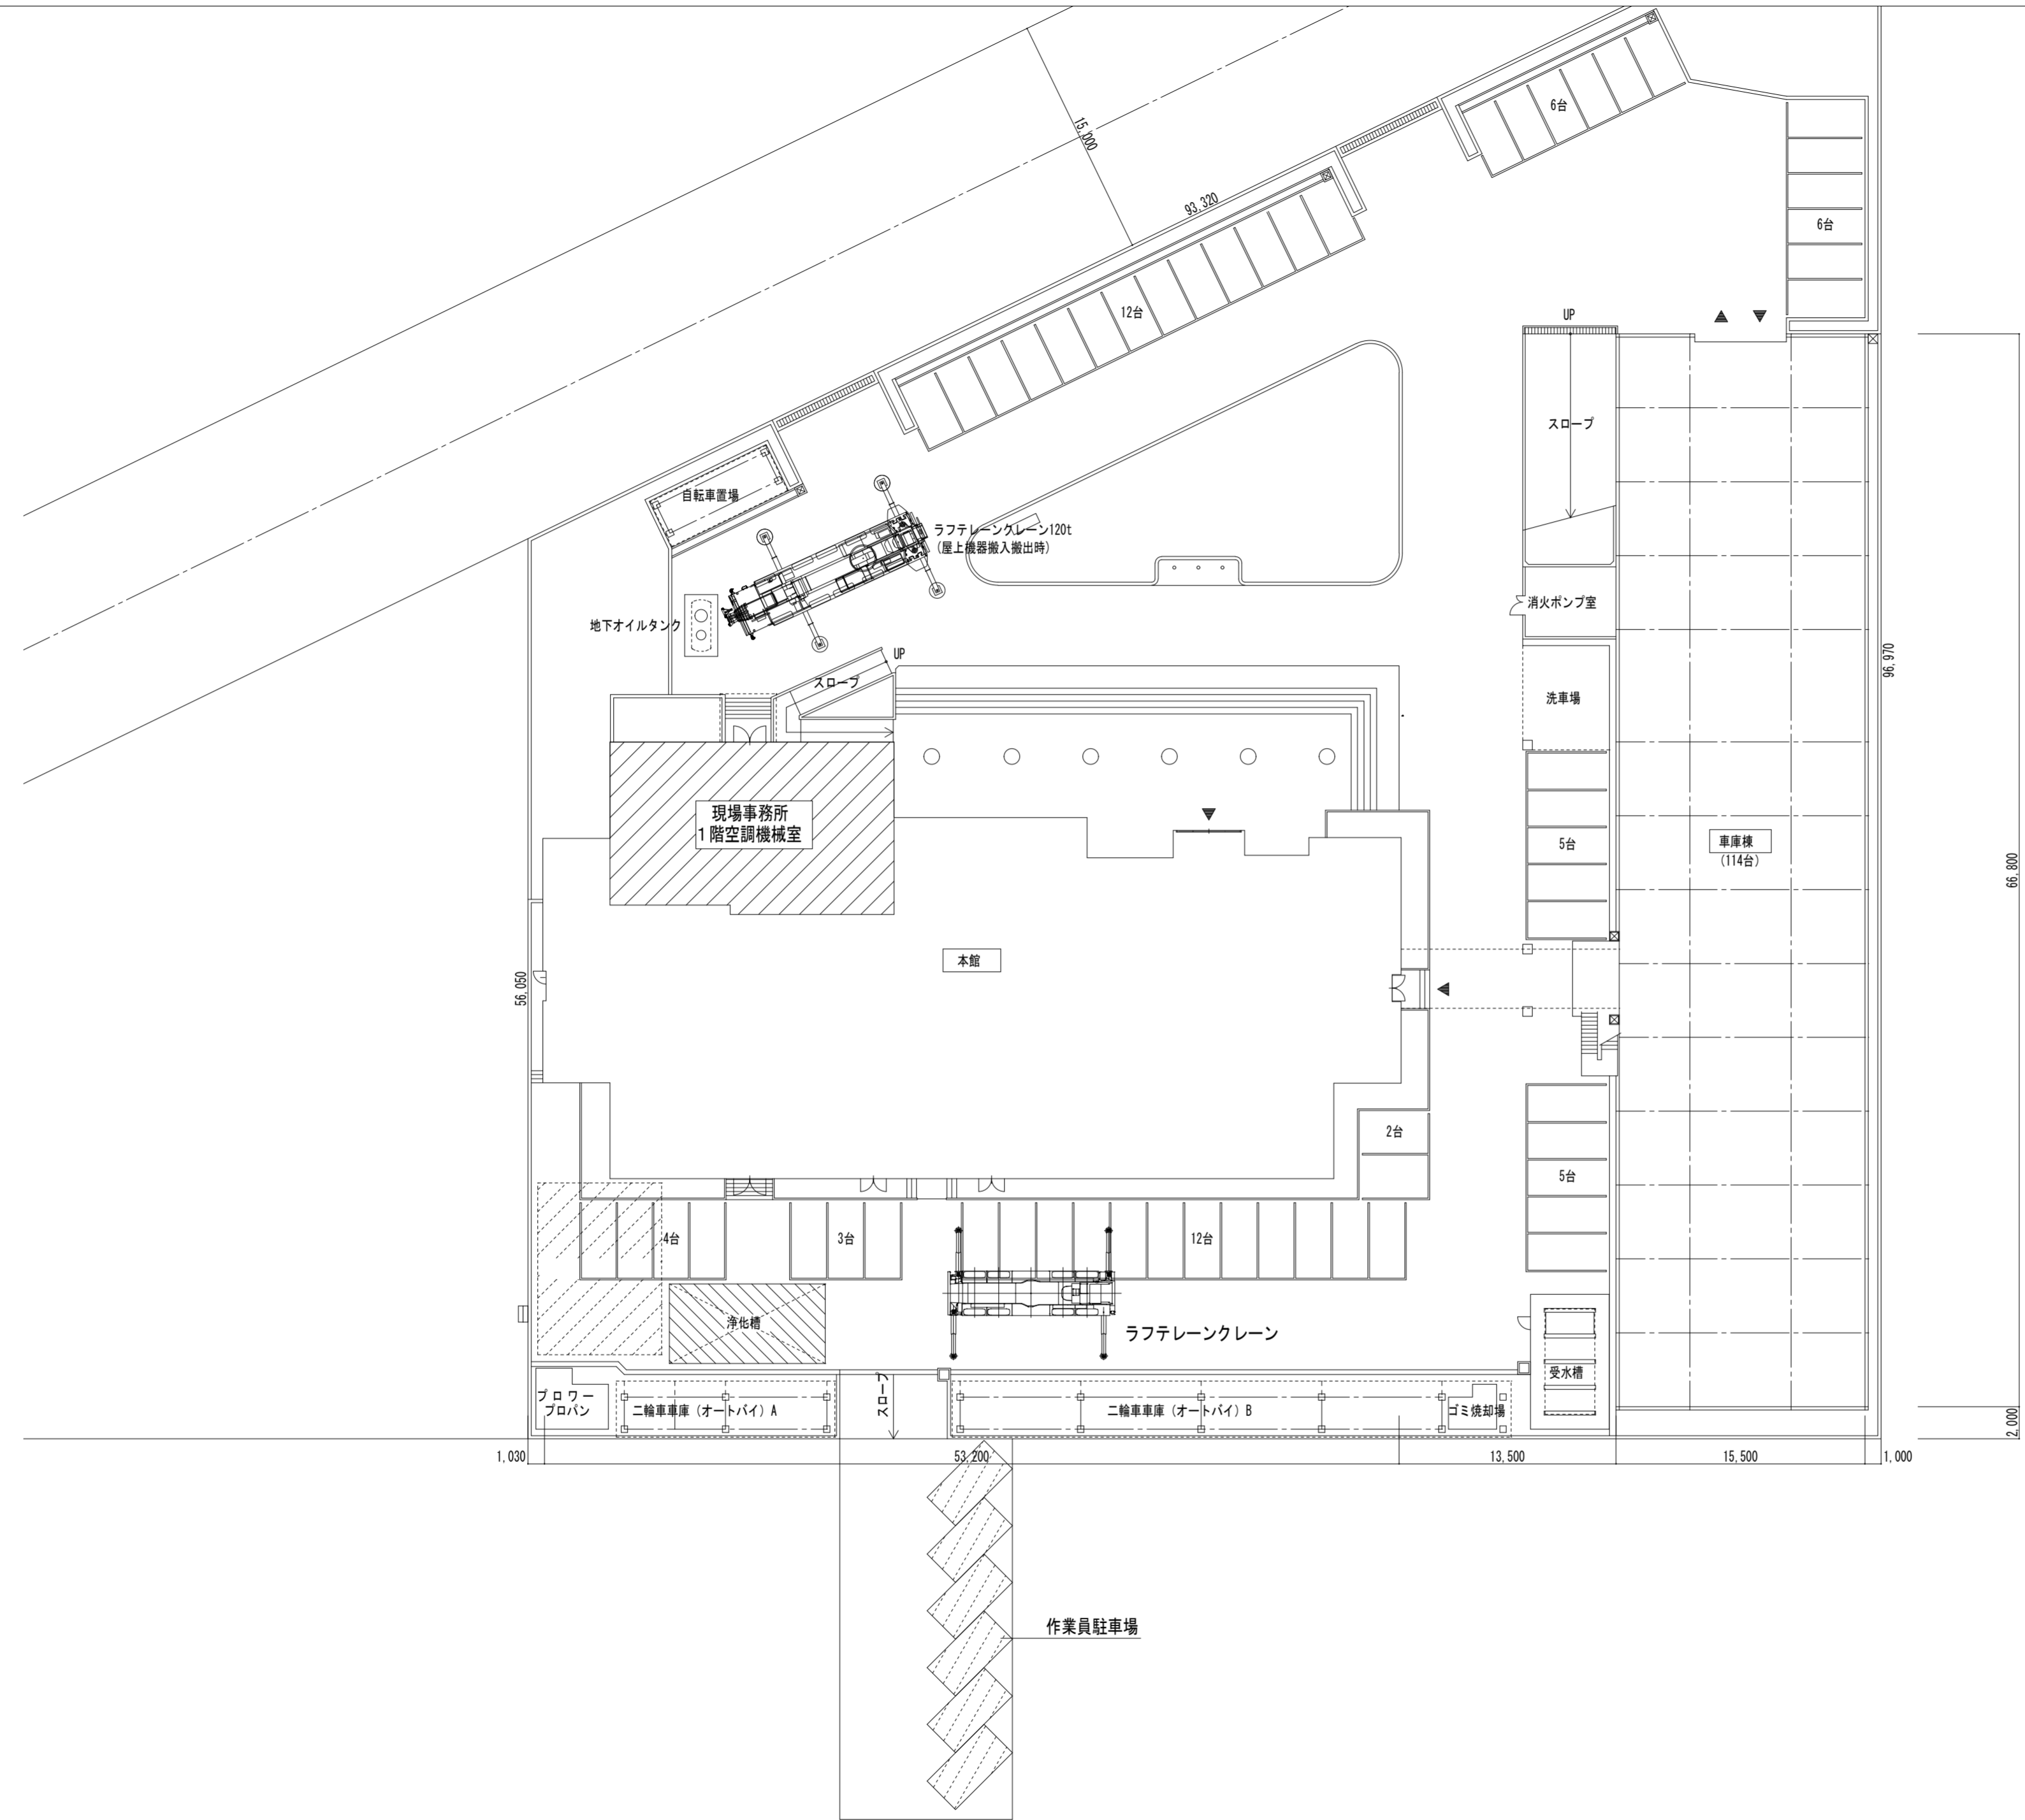 15,000
93,320
6台
6台
12台
UP
スロープ
自転車置場
ラフテレーンクレーン120t
(屋上機器搬入搬出時)
地下オイルタンク
消火ポンプ室
UP
スロープ
洗車場
96,970
現場事務所
1階空調機械室
5台
車庫棟
(114台)
66,800
本館
56,050
2台
5台
4台
3台
12台
浄化槽
ラフテレーンクレーン
受水槽
ブロワー
プロパン
二輪車車庫(オートバイ)A
スロープ
二輪車車庫(オートバイ)B
ゴミ焼却場
2,000
1,030
53,200
13,500
15,500
1,000
作業員駐車場